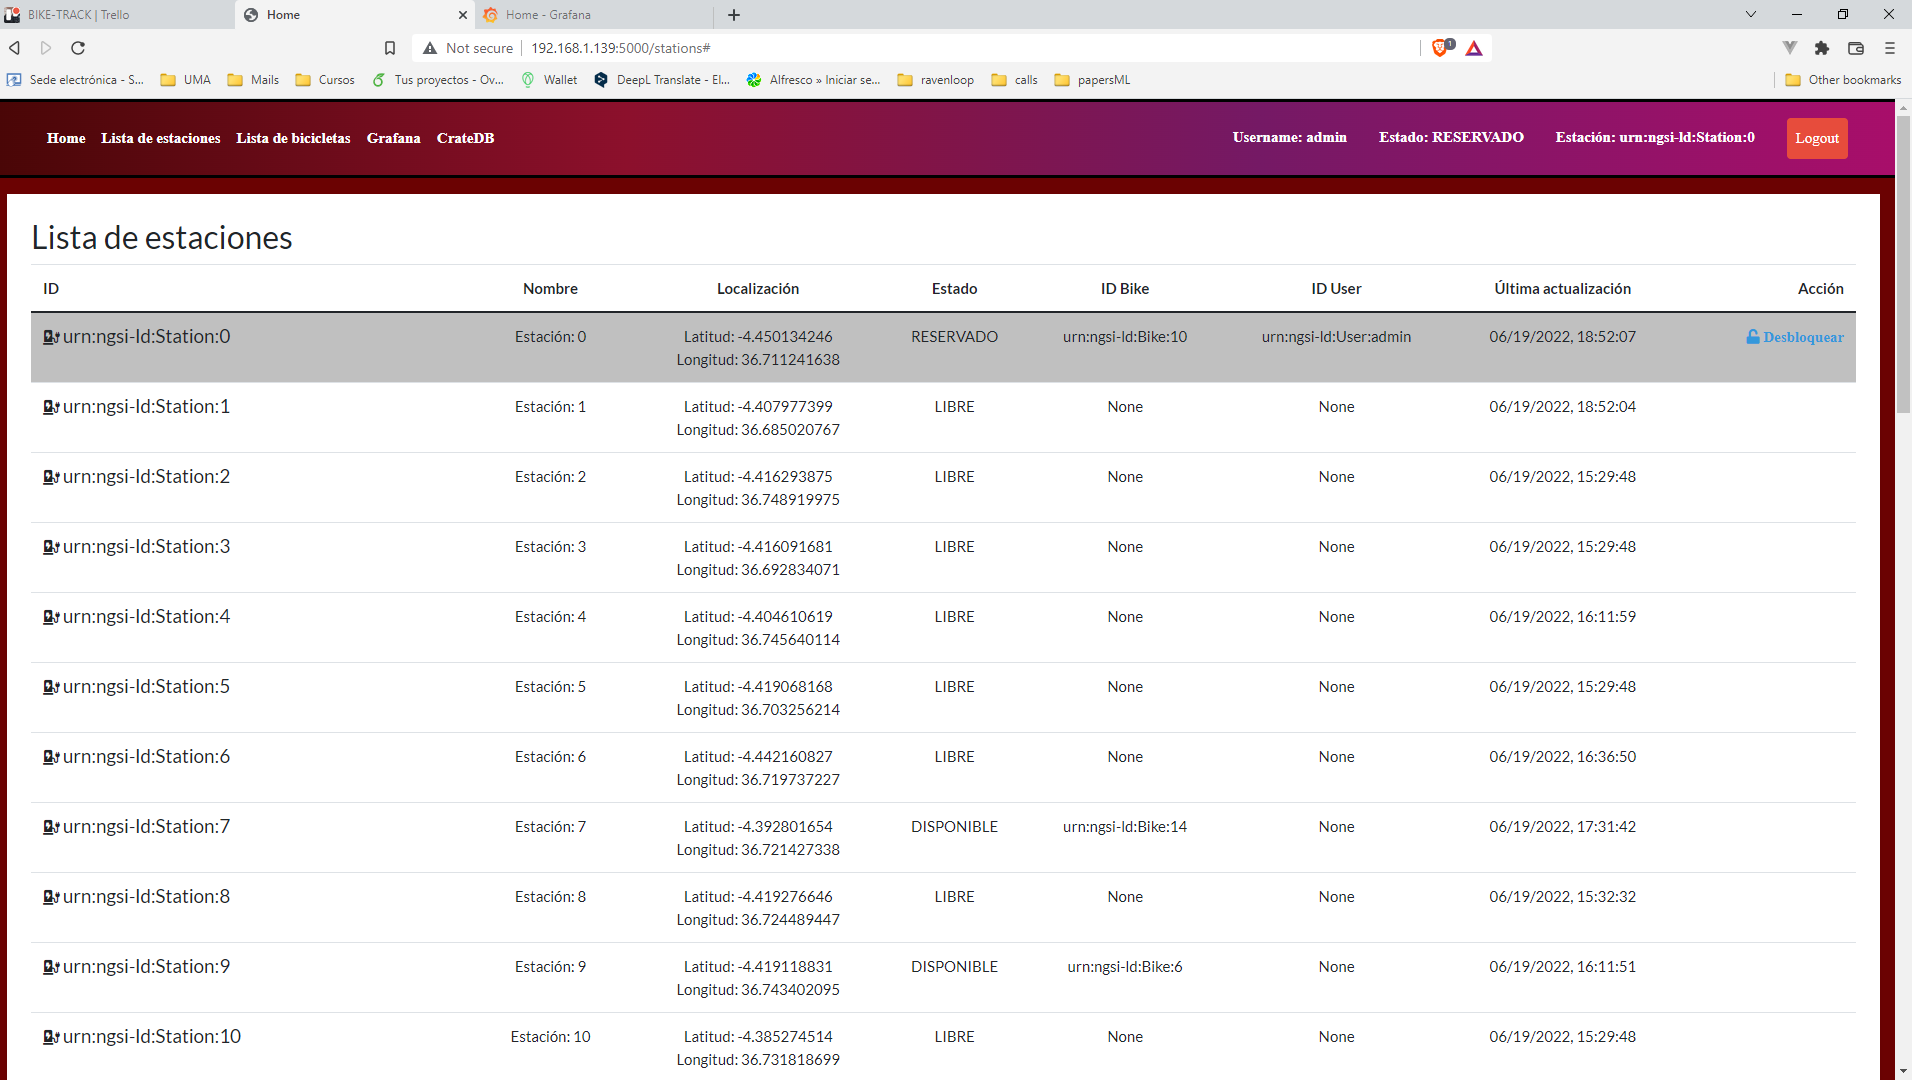 BIKE-TRACK | Trello
Home
Home - Grafana
Not secure
192.168.1.139:5000/stations#
1
Sede electrónica - S...
UMA
Mails
Cursos
Tus proyectos - Ov...
Wallet
DeepL Translate - El...
Alfresco » Iniciar se...
ravenloop
calls
papersML
Other bookmarks
Home Lista de estaciones Lista de bicicletas Grafana CrateDB
Username: admin Estado: RESERVADO Estación: urn:ngsi-ld:Station:0 Logout
Lista de estaciones
ID Nombre Localización Estado ID Bike ID User Última actualización Acción
urn:ngsi-ld:Station:0 Estación: 0 Latitud: -4.450134246 RESERVADO urn:ngsi-ld:Bike:10 urn:ngsi-ld:User:admin 06/19/2022, 18:52:07 Desbloquear
Longitud: 36.711241638
urn:ngsi-ld:Station:1 Estación: 1 Latitud: -4.407977399 LIBRE None None 06/19/2022, 18:52:04
Longitud: 36.685020767
urn:ngsi-ld:Station:2 Estación: 2 Latitud: -4.416293875 LIBRE None None 06/19/2022, 15:29:48
Longitud: 36.748919975
urn:ngsi-ld:Station:3 Estación: 3 Latitud: -4.416091681 LIBRE None None 06/19/2022, 15:29:48
Longitud: 36.692834071
urn:ngsi-ld:Station:4 Estación: 4 Latitud: -4.404610619 LIBRE None None 06/19/2022, 16:11:59
Longitud: 36.745640114
urn:ngsi-ld:Station:5 Estación: 5 Latitud: -4.419068168 LIBRE None None 06/19/2022, 15:29:48
Longitud: 36.703256214
urn:ngsi-ld:Station:6 Estación: 6 Latitud: -4.442160827 LIBRE None None 06/19/2022, 16:36:50
Longitud: 36.719737227
urn:ngsi-ld:Station:7 Estación: 7 Latitud: -4.392801654 DISPONIBLE urn:ngsi-ld:Bike:14 None 06/19/2022, 17:31:42
Longitud: 36.721427338
urn:ngsi-ld:Station:8 Estación: 8 Latitud: -4.419276646 LIBRE None None 06/19/2022, 15:32:32
Longitud: 36.724489447
urn:ngsi-ld:Station:9 Estación: 9 Latitud: -4.419118831 DISPONIBLE urn:ngsi-ld:Bike:6 None 06/19/2022, 16:11:51
Longitud: 36.743402095
urn:ngsi-ld:Station:10 Estación: 10 Latitud: -4.385274514 LIBRE None None 06/19/2022, 15:29:48
Longitud: 36.731818699